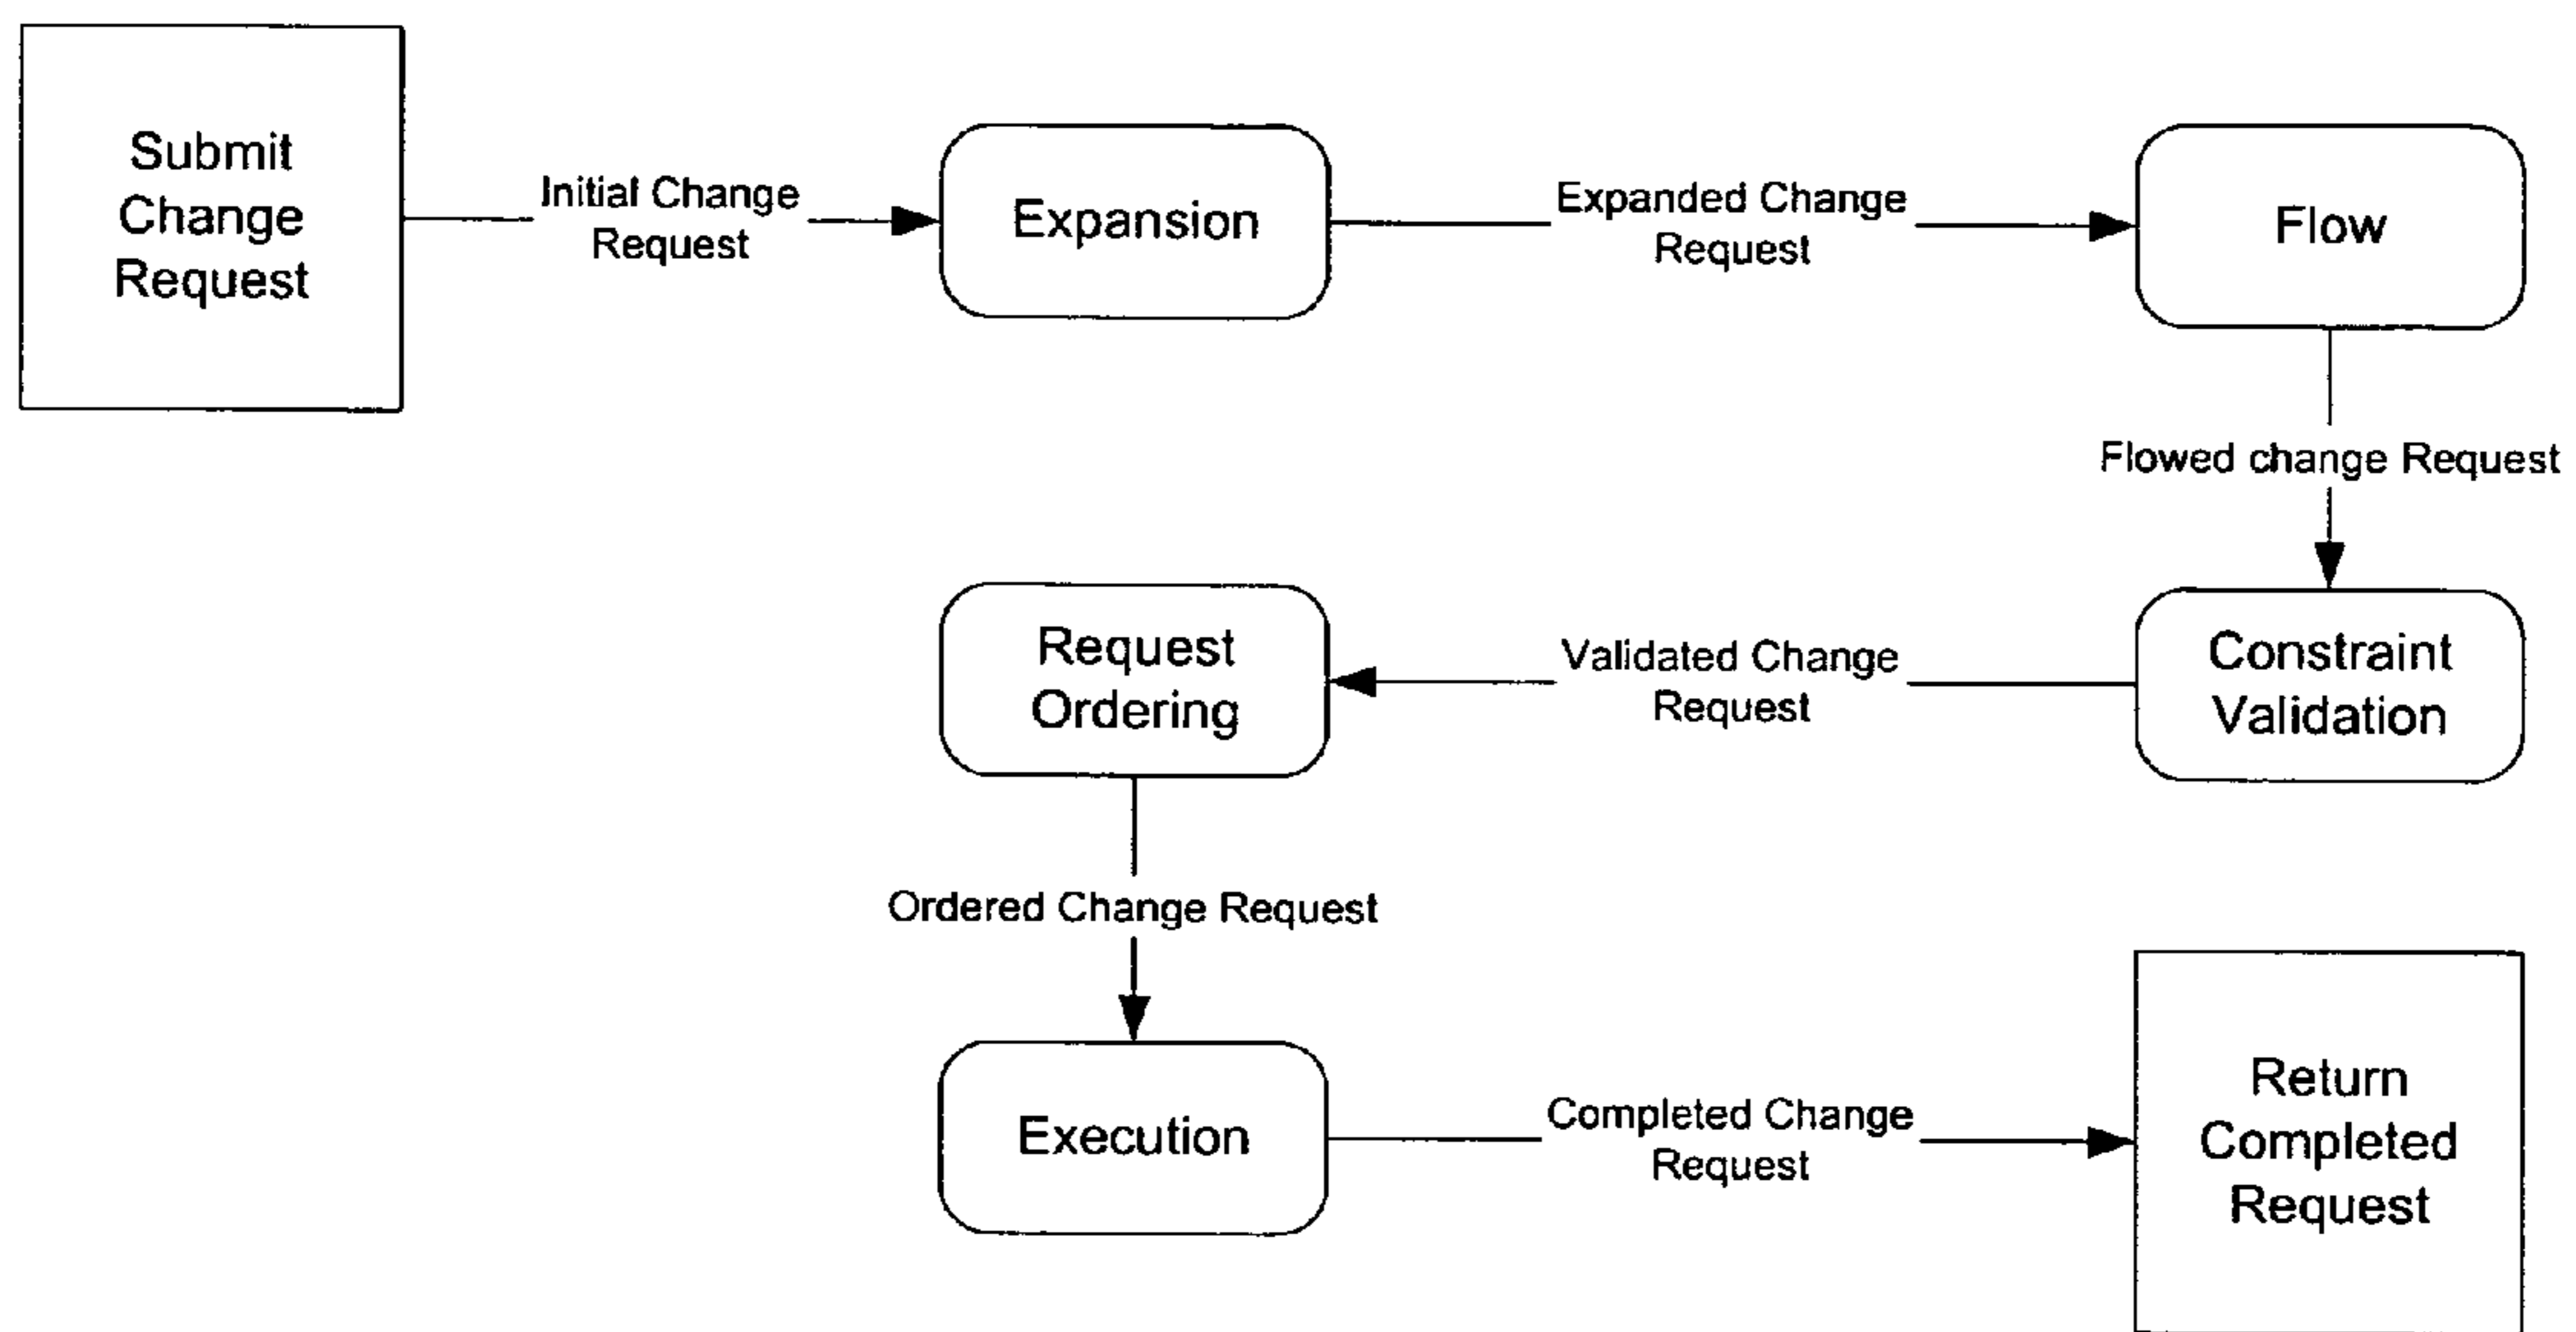 Submit
Change
Request
Initial Change
Request
Expansion
Expanded Change
Request
Flow
Flowed change Request
Constraint
Validation
Validated Change
Request
Request
Ordering
Ordered Change Request
Execution
Completed Change
Request
Return
Completed
Request